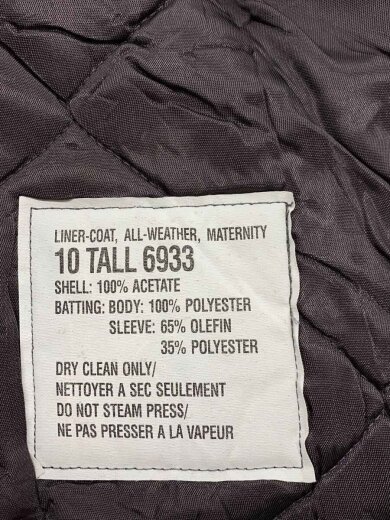 LINER-COAT, ALL-WEATHER, MATERNITY
10 TALL 6933
SHELL: 100% ACETATE
BATTING: BODY: 100% POLYESTER
SLEEVE: 65% OLEFIN
35% POLYESTER
DRY CLEAN ONLY/
NETTOYER A SEC SEULEMENT
DO NOT STEAM PRESS/
NE PAS PRESSER A LA VAPEUR